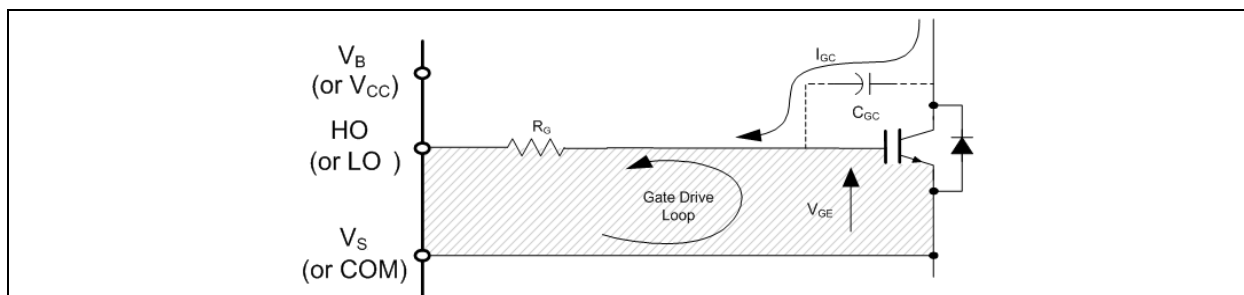 V_B
(or V_CC)
HO
(or LO )
V_S
(or COM)
R_G
I_GC
C_GC
Gate Drive
Loop
V_GE